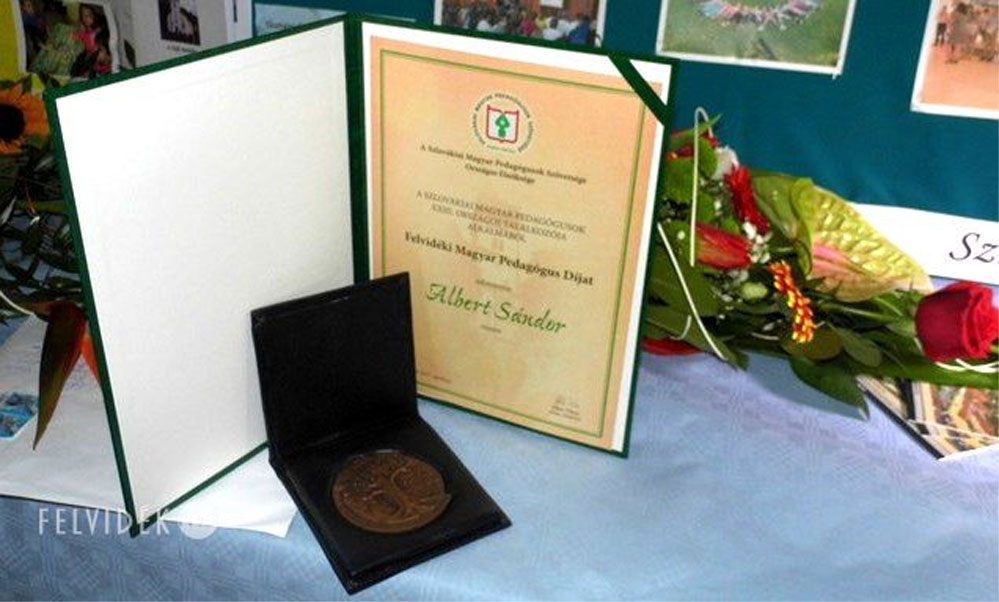 A Szlovákiai Magyar Pedagógusok Szövetsége
Országos Elnöksége
A SZLOVÁKIAI MAGYAR PEDAGÓGUSOK
XXIII. ORSZÁGOS TALÁLKOZÓJA
ALKALMÁBÓL
Felvidéki Magyar Pedagógus Díjat
Albert Sándor
Sz
FELVIDÉK